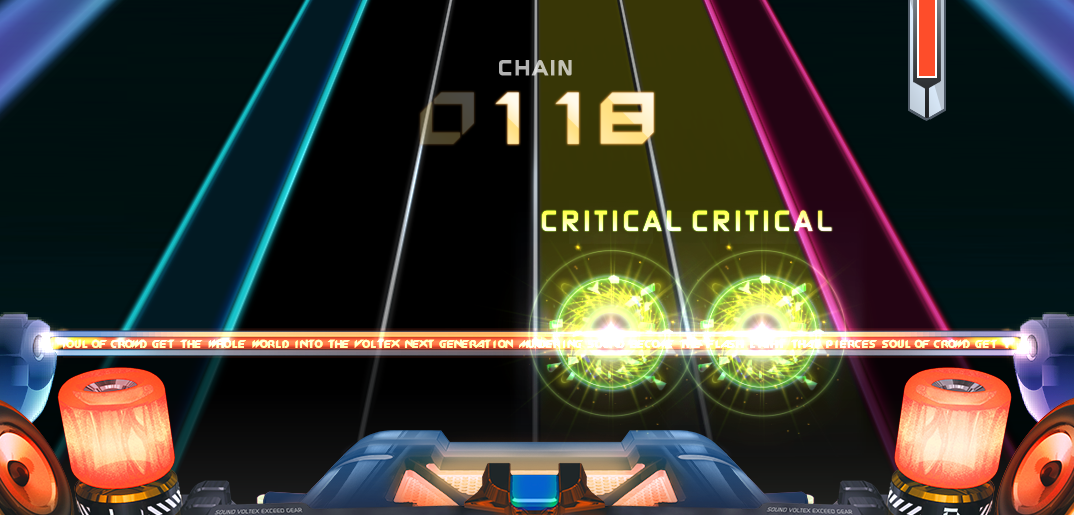 CHAIN
0118
CRITICAL CRITICAL
SOUL OF CROWD GET THE WHOLE WORLD INTO THE VOLTEX NEXT GENERATION PIERCES SOUL OF CROWD GET
SOUND VOLTEX EXCEED GEAR
SOUND VOLTEX EXCEED GEAR